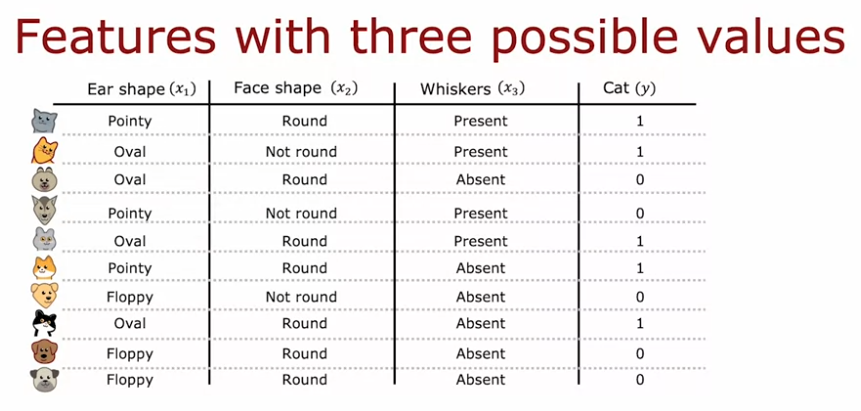 Features with three possible values
Ear shape (x₁) Face shape (x₂) Whiskers (x₃) Cat (y)
Pointy Round Present 1
Oval Not round Present 1
Oval Round Absent 0
Pointy Not round Present 0
Oval Round Present 1
Pointy Round Absent 1
Floppy Not round Absent 0
Oval Round Absent 1
Floppy Round Absent 0
Floppy Round Absent 0